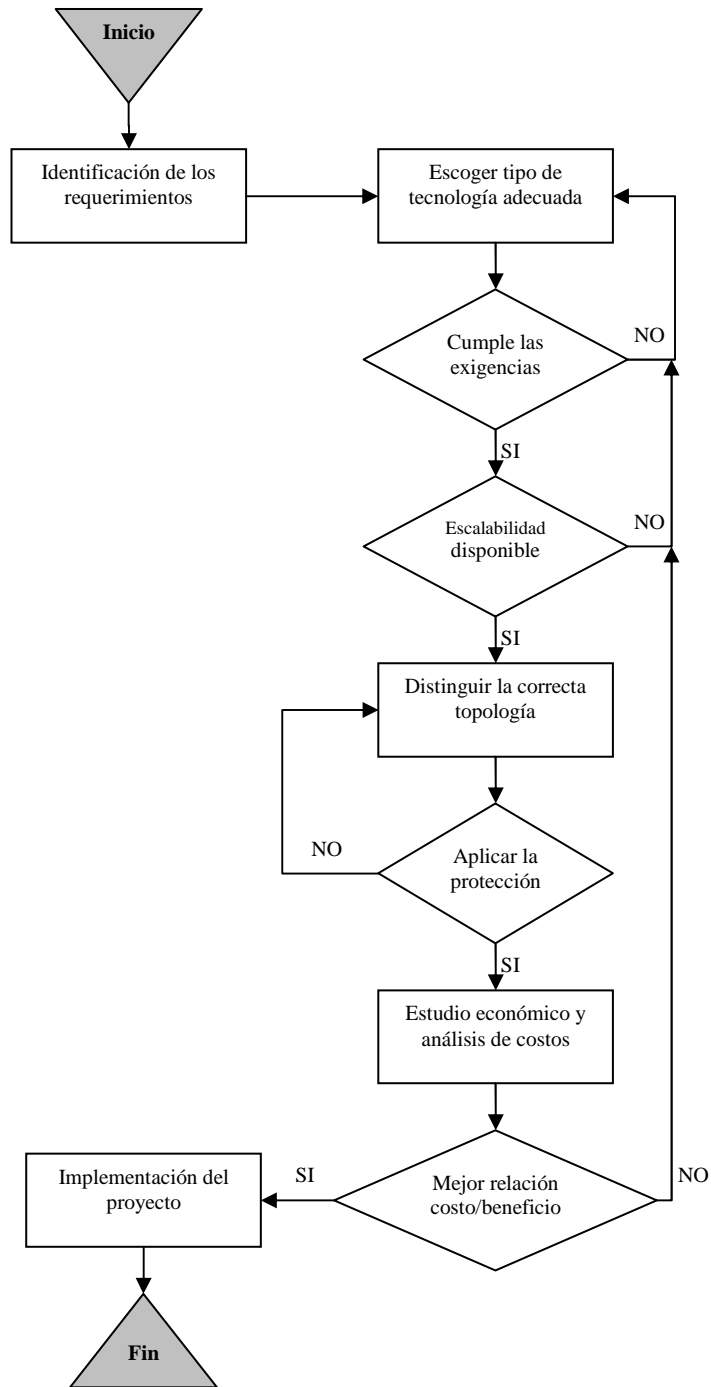 Inicio
Identificación de los
requerimientos
Escoger tipo de
tecnología adecuada
Cumple las
exigencias
NO
SI
Escalabilidad
disponible
NO
SI
Distinguir la correcta
topología
NO
Aplicar la
protección
SI
Estudio económico y
análisis de costos
Implementación del
proyecto
SI
Mejor relación
costo/beneficio
NO
Fin